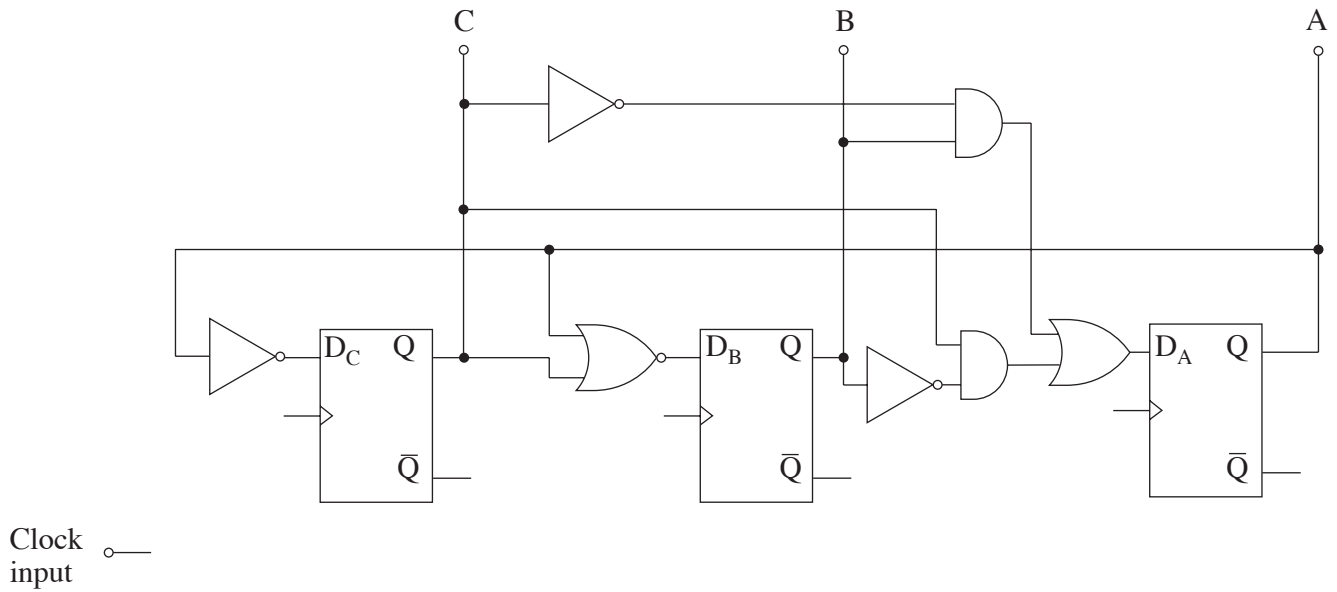 C B A
D_C Q
D_B Q
D_A Q
Q̅ Q̅ Q̅
Clock
input